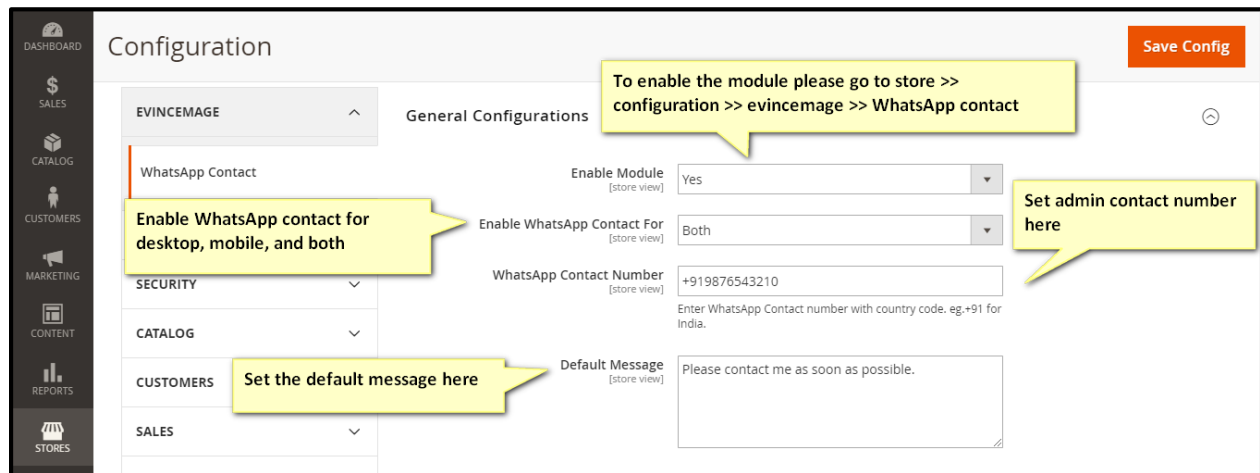 DASHBOARD
SALES
CATALOG
CUSTOMERS
MARKETING
CONTENT
REPORTS
STORES
Configuration
Save Config
EVINCEMAGE
WhatsApp Contact
SECURITY
CATALOG
CUSTOMERS
SALES
General Configurations
To enable the module please go to store >>
configuration >> evincemage >> WhatsApp contact
Enable Module
[store view]
Yes
Enable WhatsApp contact for
desktop, mobile, and both
Enable WhatsApp Contact For
[store view]
Both
Set admin contact number
here
WhatsApp Contact Number
[store view]
+919876543210
Enter WhatsApp Contact number with country code. eg.+91 for
India.
Set the default message here
Default Message
[store view]
Please contact me as soon as possible.